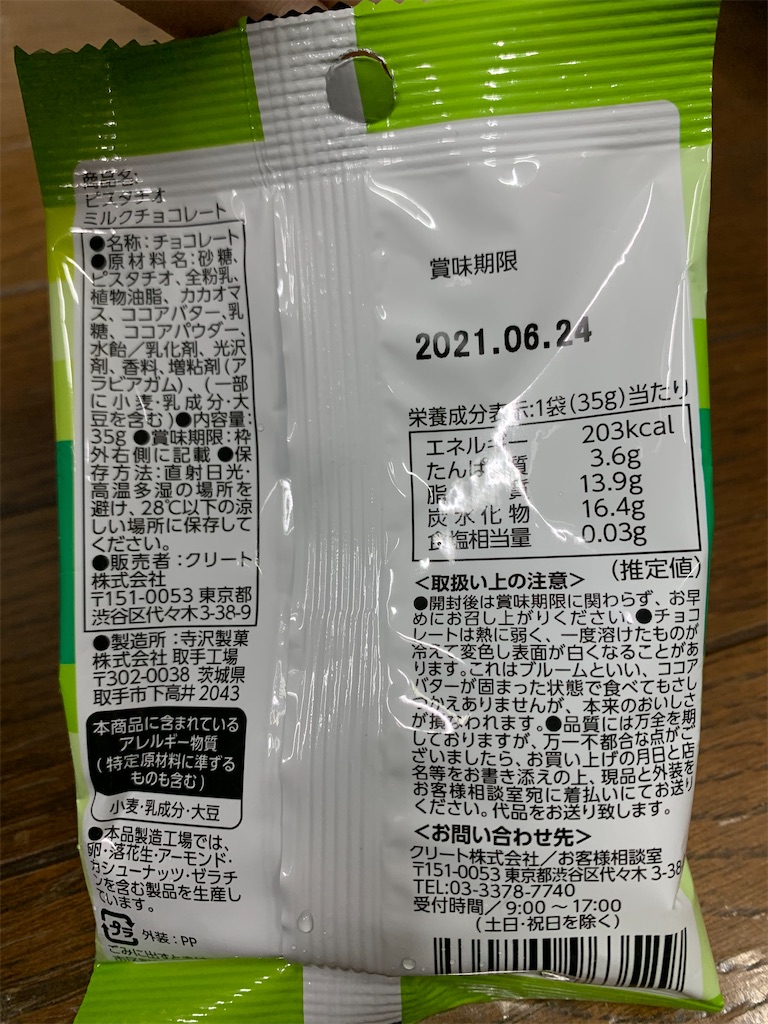 商品名:
ピスタチオ
ミルクチョコレート
●名称:チョコレート
●原材料名:砂糖、
ピスタチオ、全粉乳、
植物油脂、カカオマ
ス、ココアバター、乳
糖、ココアパウダー、
水飴／乳化剤、光沢
剤、香料、増粘剤(ア
ラビアガム)、(一部
に小麦・乳成分・大
豆を含む)●内容量:
35g ●賞味期限:枠
外右側に記載 ●保
存方法:直射日光・
高温多湿の場所を
避け、28℃以下の涼
しい場所に保存して
ください。
●販売者:クリート
株式会社
〒151-0053 東京都
渋谷区代々木3-38-9
●製造所:寺沢製菓
株式会社 取手工場
〒302-0038 茨城県
取手市下高井2043
本商品に含まれている
アレルギー物質
(特定原材料に準ずる
ものも含む)
小麦・乳成分・大豆
●本品製造工場では、
卵・落花生・アーモンド・
カシューナッツ・ゼラチ
ンを含む製品を生産し
ています。
プラ 外装:PP
ごみに出すときは
賞味期限
2021.06.24
栄養成分表示:1袋(35g)当たり
エネルギー 203kcal
たんぱく質 3.6g
脂質 13.9g
炭水化物 16.4g
食塩相当量 0.03g
(推定値)
<取扱い上の注意>
●開封後は賞味期限に関わらず、お早
めにお召し上がりください。●チョコ
レートは熱に弱く、一度溶けたものが
冷えて変色し表面が白くなることがあ
ります。これはブルームといい、ココア
バターが固まった状態で食べてもさし
つかえありませんが、本来のおいしさ
が損なわれます。●品質には万全を期
しておりますが、万一不都合な点がご
ざいましたら、お買い上げの月日と店
名等をお書き添えの上、現品と外装を
お客様相談室宛に着払いにてお送り
ください。代品をお送り致します。
<お問い合わせ先>
クリート株式会社／お客様相談室
〒151-0053 東京都渋谷区代々木 3-38
TEL:03-3378-7740
受付時間／9:00～17:00
(土日・祝日を除く)